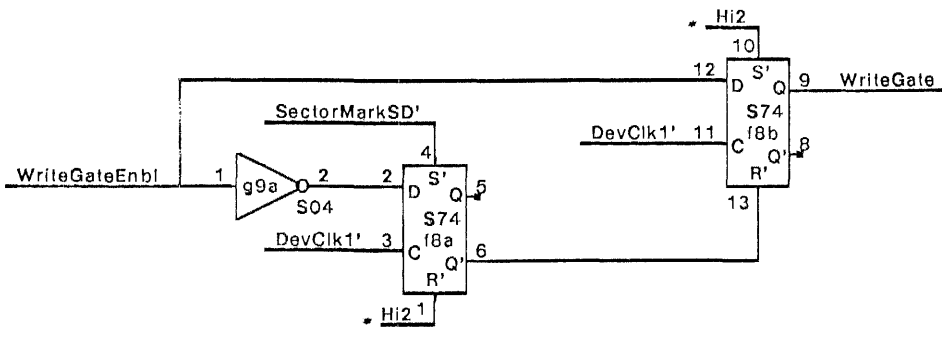 * Hi2
10
12 D S' Q 9 WriteGate
S74
SectorMarkSD'
DevClk1' 11 C f8b
Q' 8
4
R'
WriteGateEnbl 1 g9a 2 2 D S' Q 5
S04
13
S74
DevClk1' 3 C f8a
Q' 6
R'
* Hi2 1